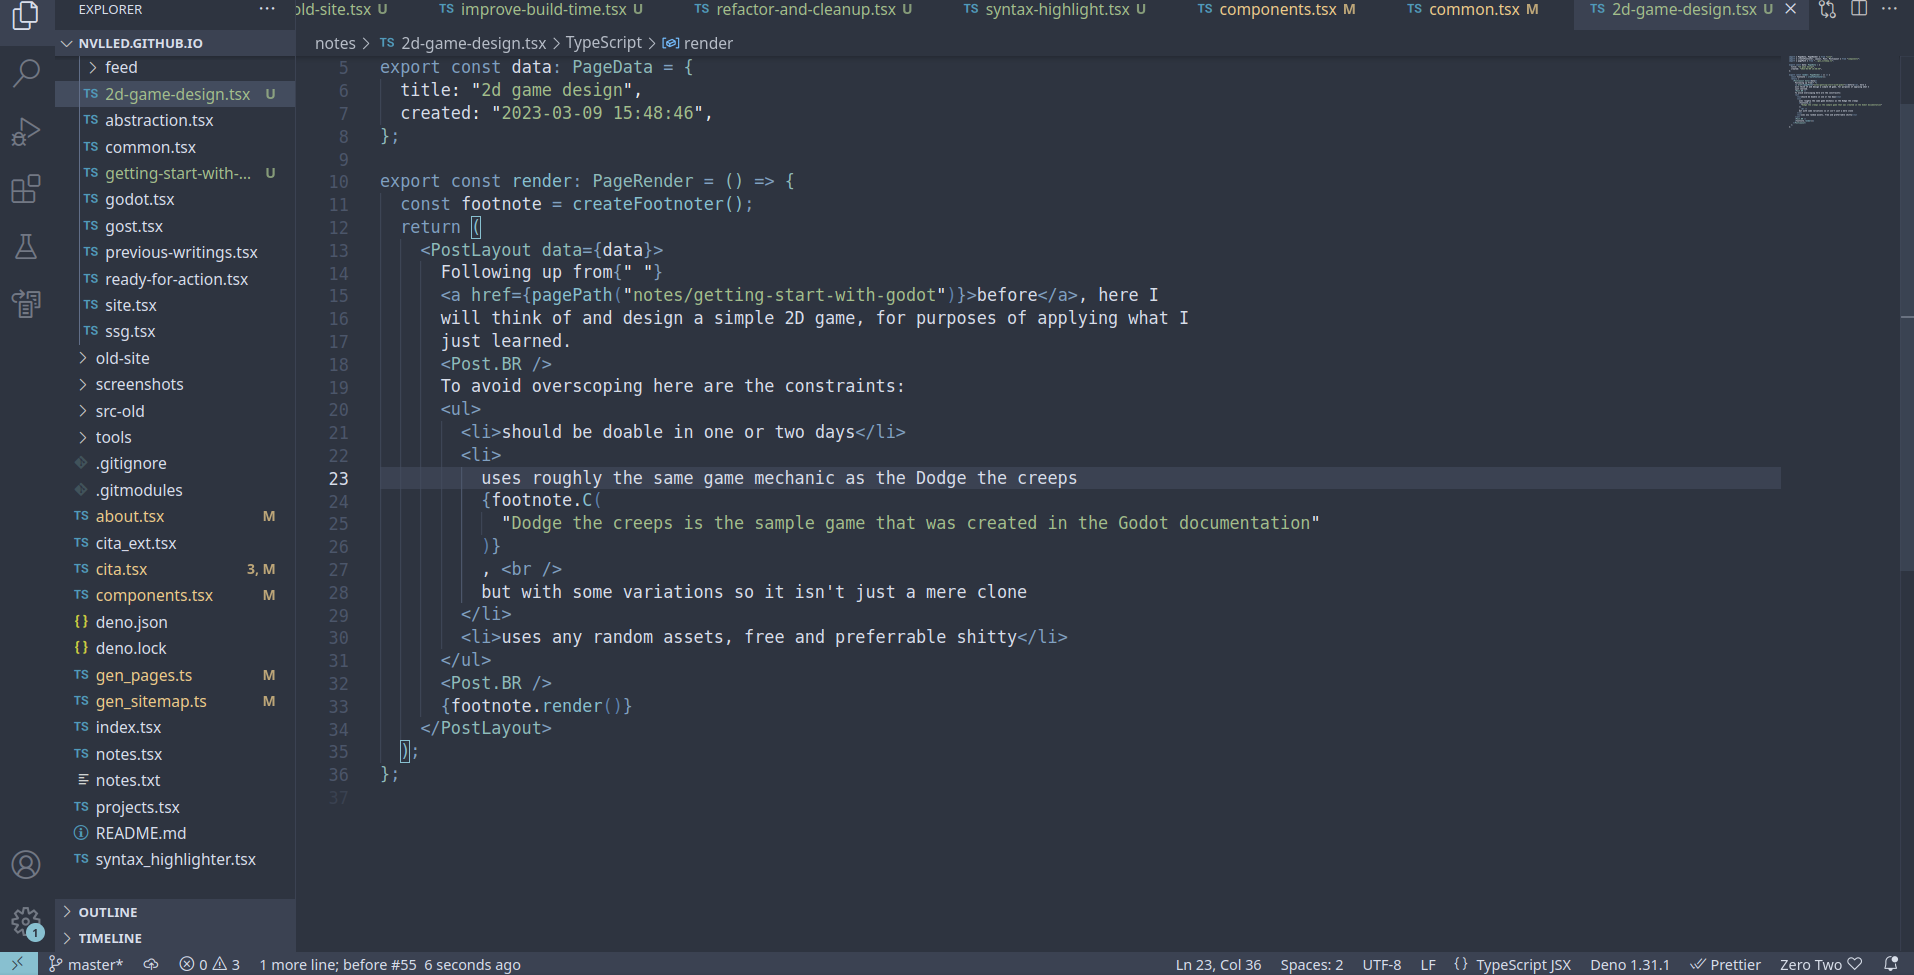 EXPLORER ···
old-site.tsx U
TS improve-build-time.tsx U
TS refactor-and-cleanup.tsx U
TS syntax-highlight.tsx U
TS components.tsx M
TS common.tsx M
TS 2d-game-design.tsx U
NVLLED.GITHUB.IO
feed
TS 2d-game-design.tsx U
TS abstraction.tsx
TS common.tsx
TS getting-start-with-... U
TS godot.tsx
TS gost.tsx
TS previous-writings.tsx
TS ready-for-action.tsx
TS site.tsx
TS ssg.tsx
old-site
screenshots
src-old
tools
.gitignore
.gitmodules
TS about.tsx M
TS cita_ext.tsx
TS cita.tsx 3, M
TS components.tsx M
{} deno.json
{} deno.lock
TS gen_pages.ts M
TS gen_sitemap.ts M
TS index.tsx
TS notes.tsx
notes.txt
TS projects.tsx
README.md
TS syntax_highlighter.tsx
OUTLINE
TIMELINE
1
notes > TS 2d-game-design.tsx > TypeScript > render
5 export const data: PageData = {
6 title: "2d game design",
7 created: "2023-03-09 15:48:46",
8 };
9
10 export const render: PageRender = () => {
11 const footnote = createFootnoter();
12 return (
13 <PostLayout data={data}>
14 Following up from{" "}
15 <a href={pagePath("notes/getting-start-with-godot")}>before</a>, here I
16 will think of and design a simple 2D game, for purposes of applying what I
17 just learned.
18 <Post.BR />
19 To avoid overscoping here are the constraints:
20 <ul>
21 <li>should be doable in one or two days</li>
22 <li>
23 uses roughly the same game mechanic as the Dodge the creeps
24 {footnote.C(
25 "Dodge the creeps is the sample game that was created in the Godot documentation"
26 )}
27 , <br />
28 but with some variations so it isn't just a mere clone
29 </li>
30 <li>uses any random assets, free and preferrable shitty</li>
31 </ul>
32 <Post.BR />
33 {footnote.render()}
34 </PostLayout>
35 );
36 };
37
master* 0 3 1 more line; before #55 6 seconds ago Ln 23, Col 36 Spaces: 2 UTF-8 LF {} TypeScript JSX Deno 1.31.1 Prettier Zero Two